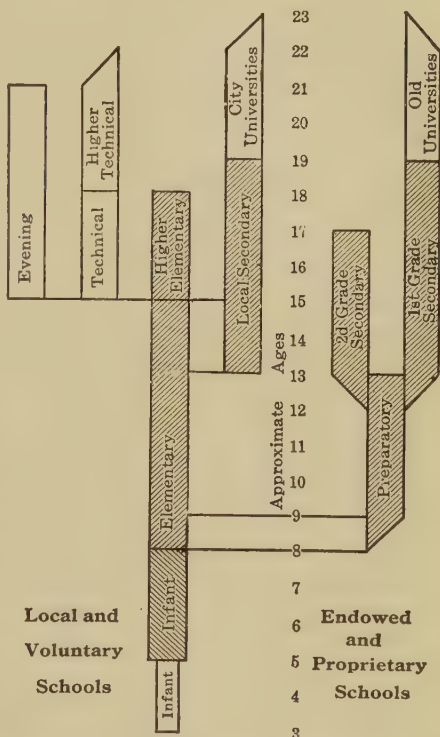 23
22
21
20
19
18
17
16
15
14
13
12
11
10
9
8
7
6
5
4
3
Approximate Ages
Evening
Technical
Higher
Technical
Infant
Infant
Elementary
Higher
Elementary
Local Secondary
City
Universities
2d Grade
Secondary
Preparatory
1st Grade
Secondary
Old
Universities
Local and
Voluntary
Schools
Endowed
and
Proprietary
Schools